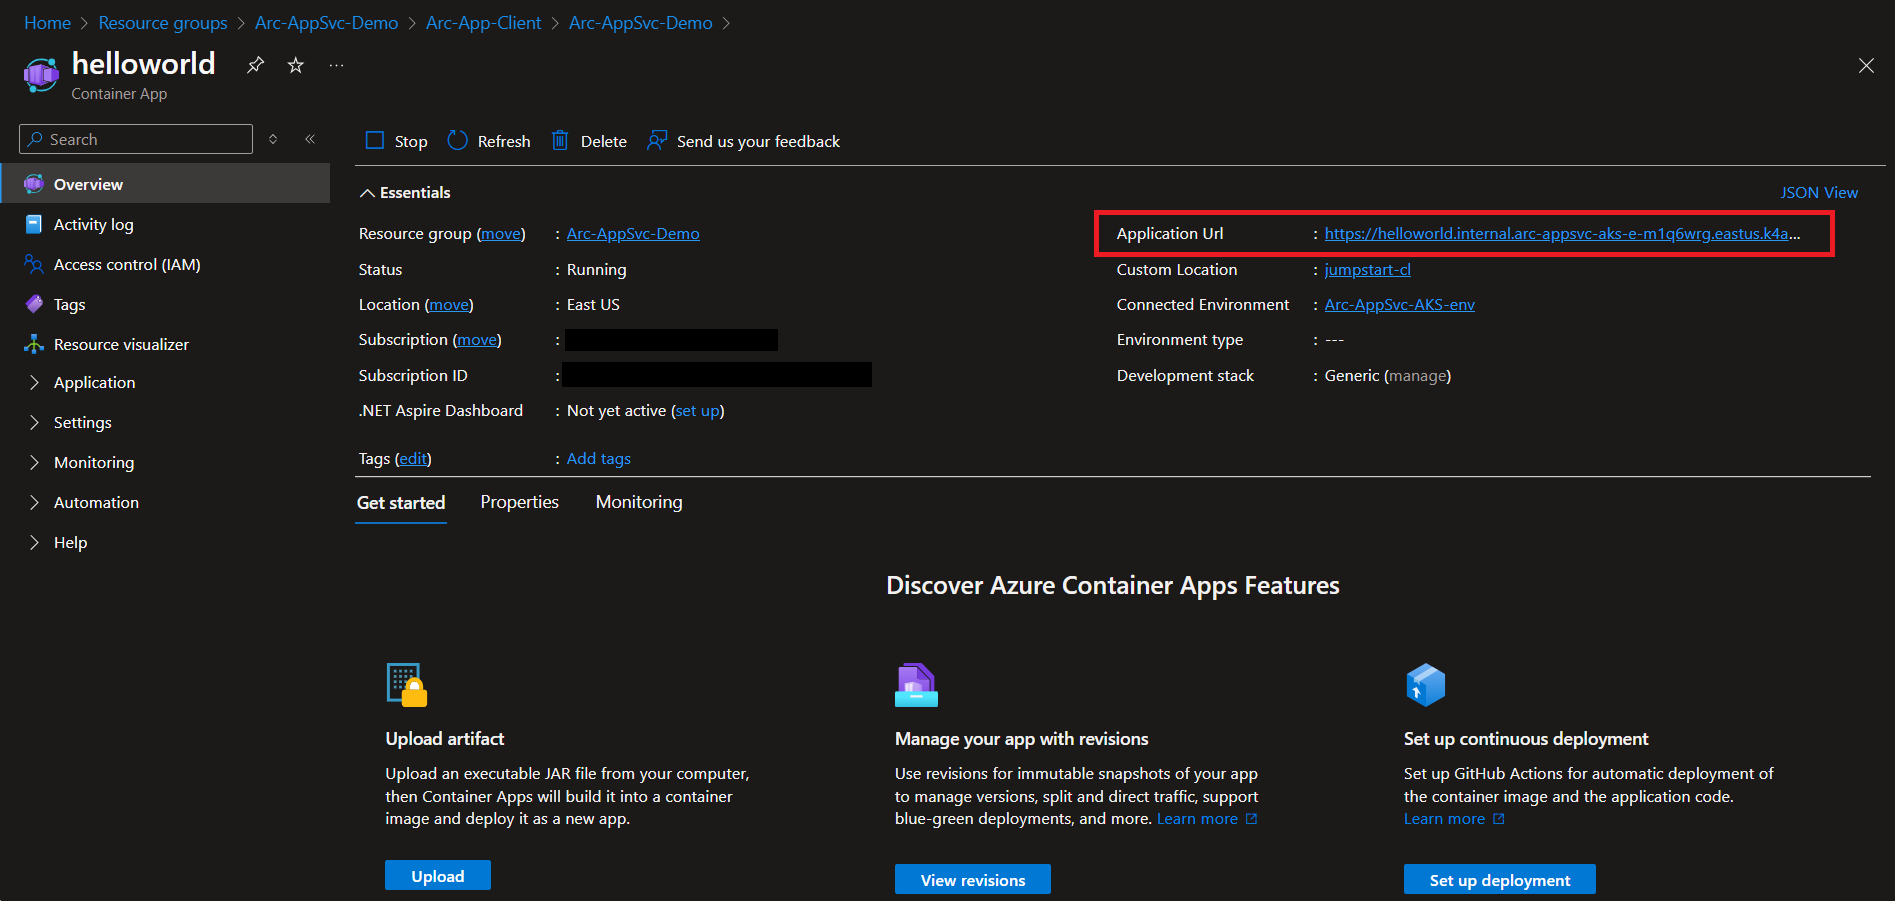 Home > Resource groups > Arc-AppSvc-Demo > Arc-App-Client > Arc-AppSvc-Demo >
helloworld
Container App
Search
Stop Refresh Delete Send us your feedback
Overview
Activity log
Access control (IAM)
Tags
Resource visualizer
Application
Settings
Monitoring
Automation
Help
Essentials
JSON View
Resource group (move) : Arc-AppSvc-Demo
Status : Running
Location (move) : East US
Subscription (move) :
Subscription ID :
.NET Aspire Dashboard : Not yet active (set up)
Tags (edit) : Add tags
Application Url : https://helloworld.internal.arc-appsvc-aks-e-m1q6wrg.eastus.k4a...
Custom Location : jumpstart-cl
Connected Environment : Arc-AppSvc-AKS-env
Environment type : ---
Development stack : Generic (manage)
Get started Properties Monitoring
Discover Azure Container Apps Features
Upload artifact
Upload an executable JAR file from your computer,
then Container Apps will build it into a container
image and deploy it as a new app.
Upload
Manage your app with revisions
Use revisions for immutable snapshots of your app
to manage versions, split and direct traffic, support
blue-green deployments, and more. Learn more
View revisions
Set up continuous deployment
Set up GitHub Actions for automatic deployment of
the container image and the application code.
Learn more
Set up deployment